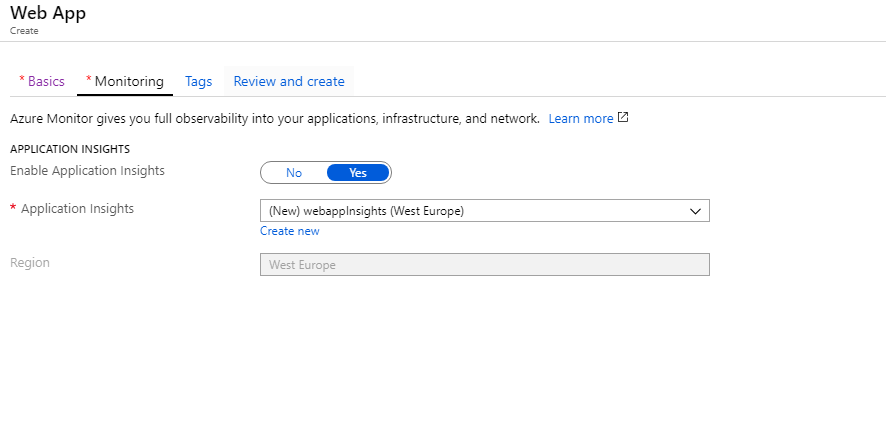 Web App
Create
* Basics * Monitoring Tags Review and create
Azure Monitor gives you full observability into your applications, infrastructure, and network. Learn more
APPLICATION INSIGHTS
Enable Application Insights No Yes
* Application Insights (New) webappInsights (West Europe)
Create new
Region West Europe